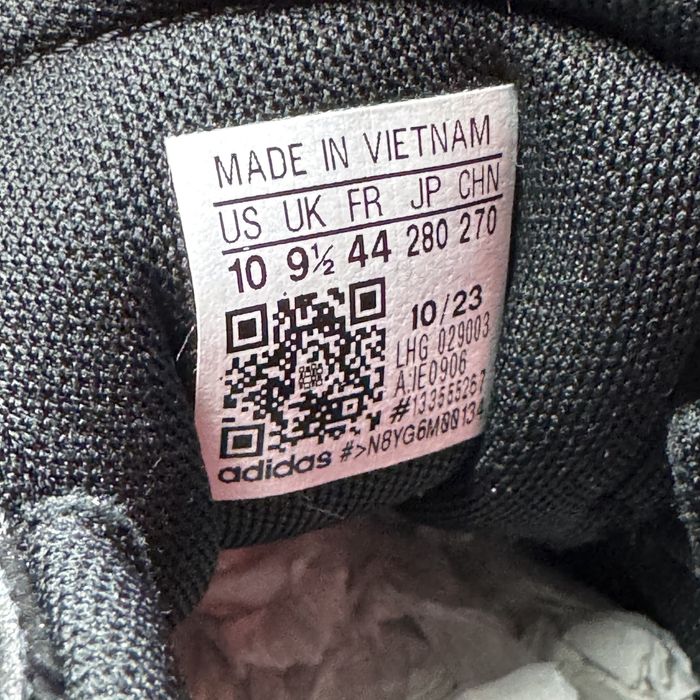 MADE IN VIETNAM
US UK FR JP CHN
10 9½ 44 280 270
10/23
LHG 029003
A:IE0906
#133555267
adidas #>N8YG6M00134